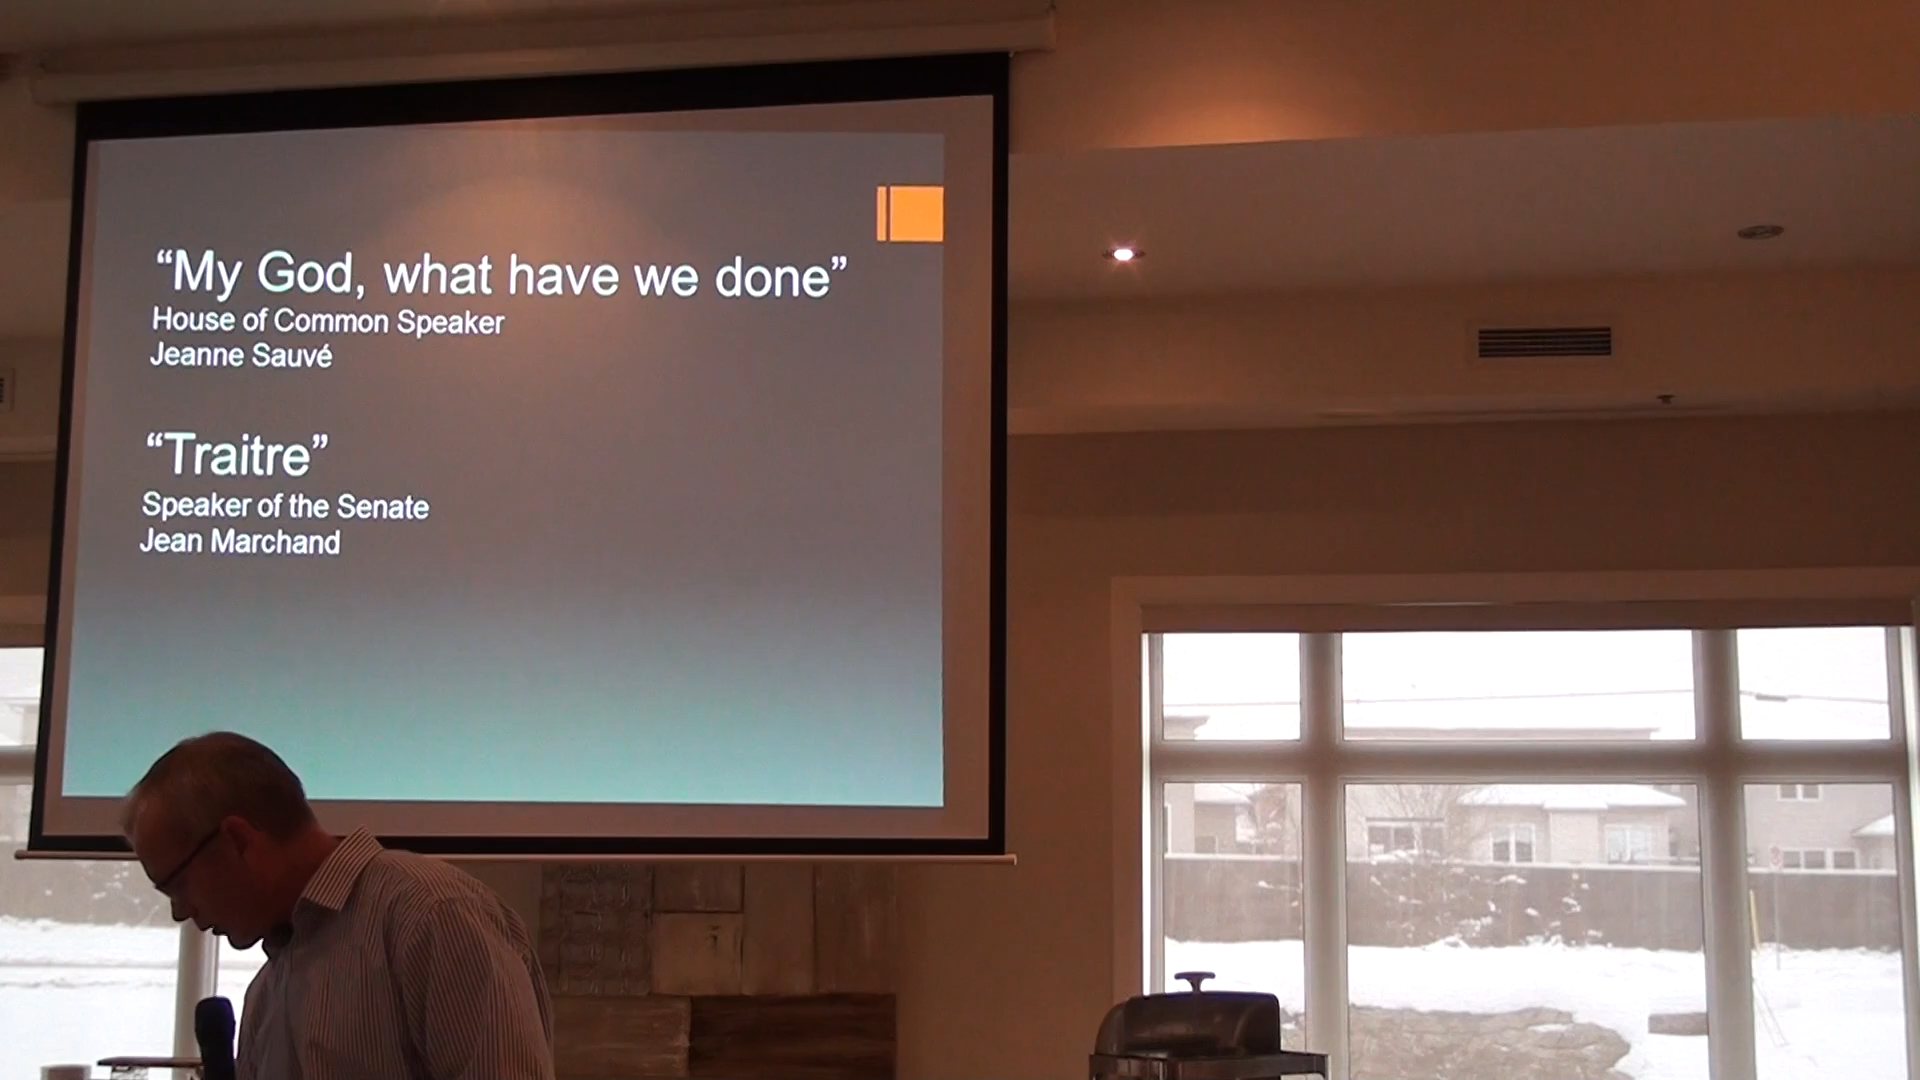 “My God, what have we done”
House of Common Speaker
Jeanne Sauvé
“Traitre”
Speaker of the Senate
Jean Marchand